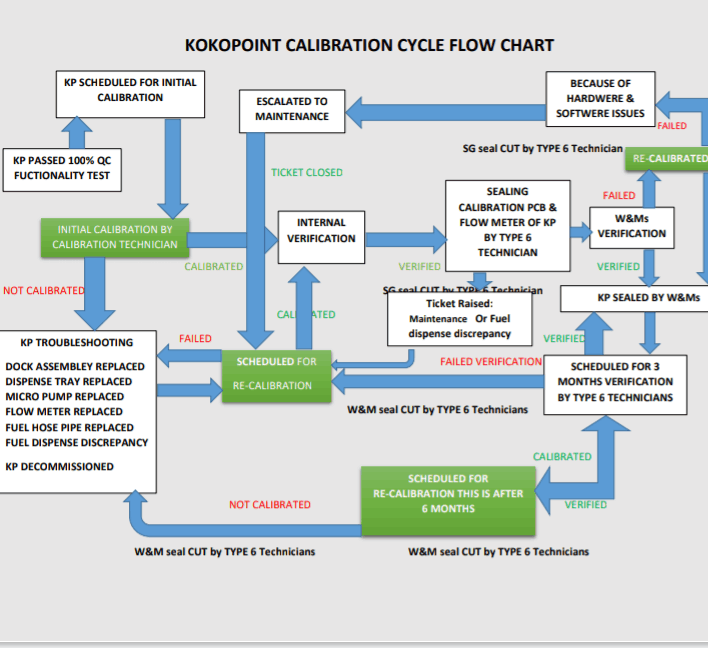 KOKOPOINT CALIBRATION CYCLE FLOW CHART
KP SCHEDULED FOR INITIAL
CALIBRATION
ESCALATED TO
MAINTENANCE
BECAUSE OF
HARDWERE &
SOFTWERE ISSUES
FAILED
SG seal CUT by TYPE 6 Technician
RE-CALIBRATED
KP PASSED 100% QC
FUCTIONALITY TEST
TICKET CLOSED
SEALING
CALIBRATION PCB &
FLOW METER OF KP
BY TYPE 6
TECHNICIAN
FAILED
W&Ms
VERIFICATION
INITIAL CALIBRATION BY
CALIBRATION TECHNICIAN
INTERNAL
VERIFICATION
CALIBRATED
VERIFIED
VERIFIED
NOT CALIBRATED
SG seal CUT by TYPE 6 Technician
KP SEALED BY W&Ms
Ticket Raised:
Maintenance Or Fuel
dispense discrepancy
CALIBRATED
KP TROUBLESHOOTING
DOCK ASSEMBLY REPLACED
DISPENSE TRAY REPLACED
MICRO PUMP REPLACED
FLOW METER REPLACED
FUEL HOSE PIPE REPLACED
FUEL DISPENSE DISCREPANCY
KP DECOMMISSIONED
FAILED
SCHEDULED FOR
RE-CALIBRATION
FAILED VERIFICATION
VERIFIED
SCHEDULED FOR 3
MONTHS VERIFICATION
BY TYPE 6 TECHNICIANS
W&M seal CUT by TYPE 6 Technicians
CALIBRATED
SCHEDULED FOR
RE-CALIBRATION THIS IS AFTER
6 MONTHS
VERIFIED
NOT CALIBRATED
W&M seal CUT by TYPE 6 Technicians
W&M seal CUT by TYPE 6 Technicians